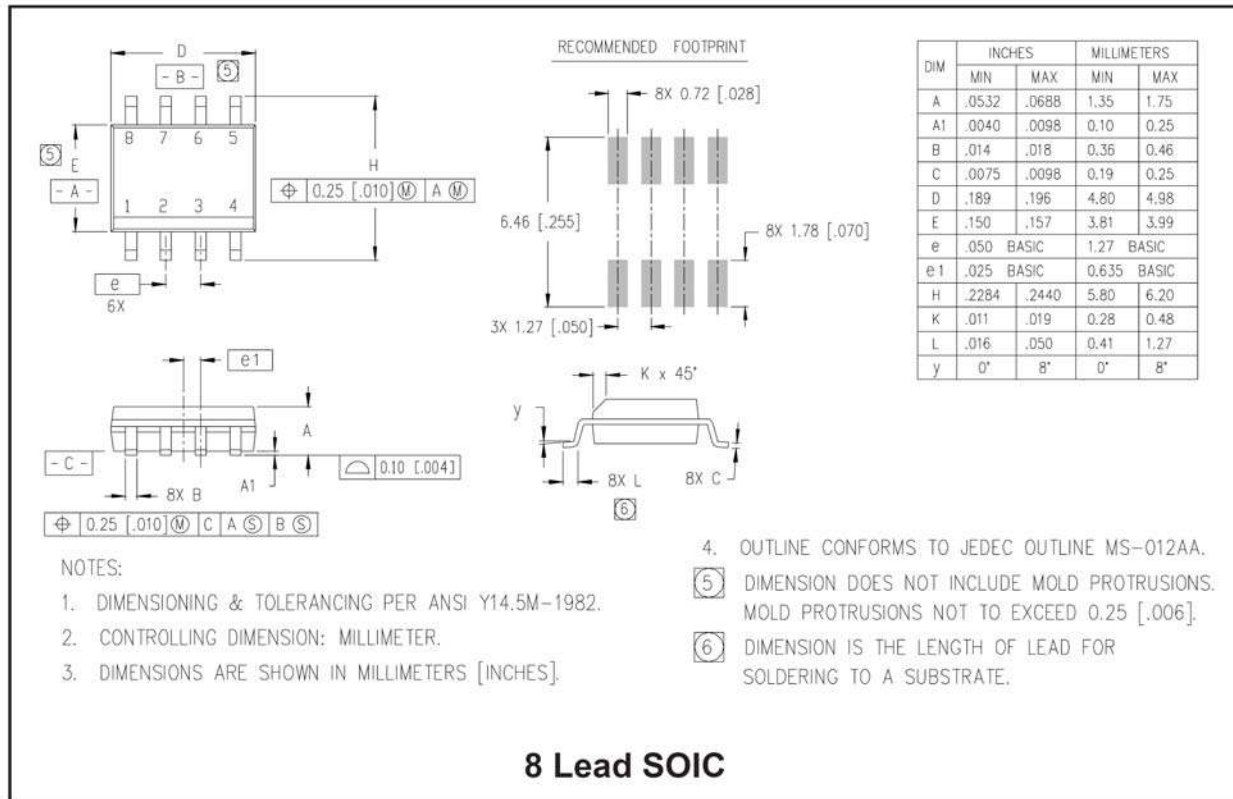 D
- B - 5
8 7 6 5
5 E
- A -
H
⌖ 0.25 [.010] Ⓜ A Ⓜ
1 2 3 4
e
6X
RECOMMENDED FOOTPRINT
8X 0.72 [.028]
6.46 [.255]
8X 1.78 [.070]
3X 1.27 [.050]
DIM INCHES MILLIMETERS
MIN MAX MIN MAX
A .0532 .0688 1.35 1.75
A1 .0040 .0098 0.10 0.25
B .014 .018 0.36 0.46
C .0075 .0098 0.19 0.25
D .189 .196 4.80 4.98
E .150 .157 3.81 3.99
e .050 BASIC 1.27 BASIC
e1 .025 BASIC 0.635 BASIC
H .2284 .2440 5.80 6.20
K .011 .019 0.28 0.48
L .016 .050 0.41 1.27
y 0° 8° 0° 8°
e1
A
- C -
A1
8X B
⌓ 0.10 [.004]
⌖ 0.25 [.010] Ⓜ C A Ⓢ B Ⓢ
K x 45°
y
8X L
6
8X C
NOTES:
1. DIMENSIONING & TOLERANCING PER ANSI Y14.5M-1982.
2. CONTROLLING DIMENSION: MILLIMETER.
3. DIMENSIONS ARE SHOWN IN MILLIMETERS [INCHES].
4. OUTLINE CONFORMS TO JEDEC OUTLINE MS-012AA.
5 DIMENSION DOES NOT INCLUDE MOLD PROTRUSIONS.
MOLD PROTRUSIONS NOT TO EXCEED 0.25 [.006].
6 DIMENSION IS THE LENGTH OF LEAD FOR
SOLDERING TO A SUBSTRATE.
8 Lead SOIC